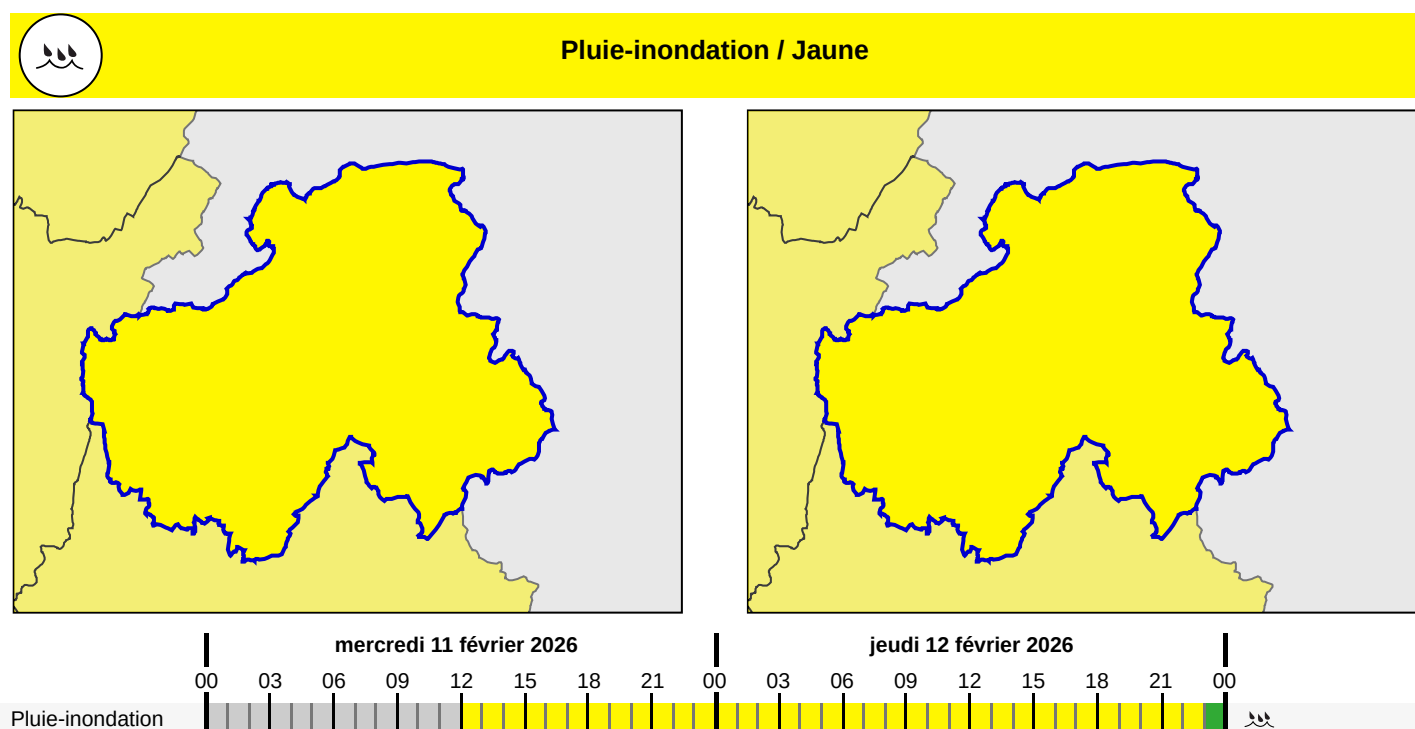 Pluie-inondation / Jaune
mercredi 11 février 2026 jeudi 12 février 2026
00 03 06 09 12 15 18 21 00 03 06 09 12 15 18 21 00
Pluie-inondation